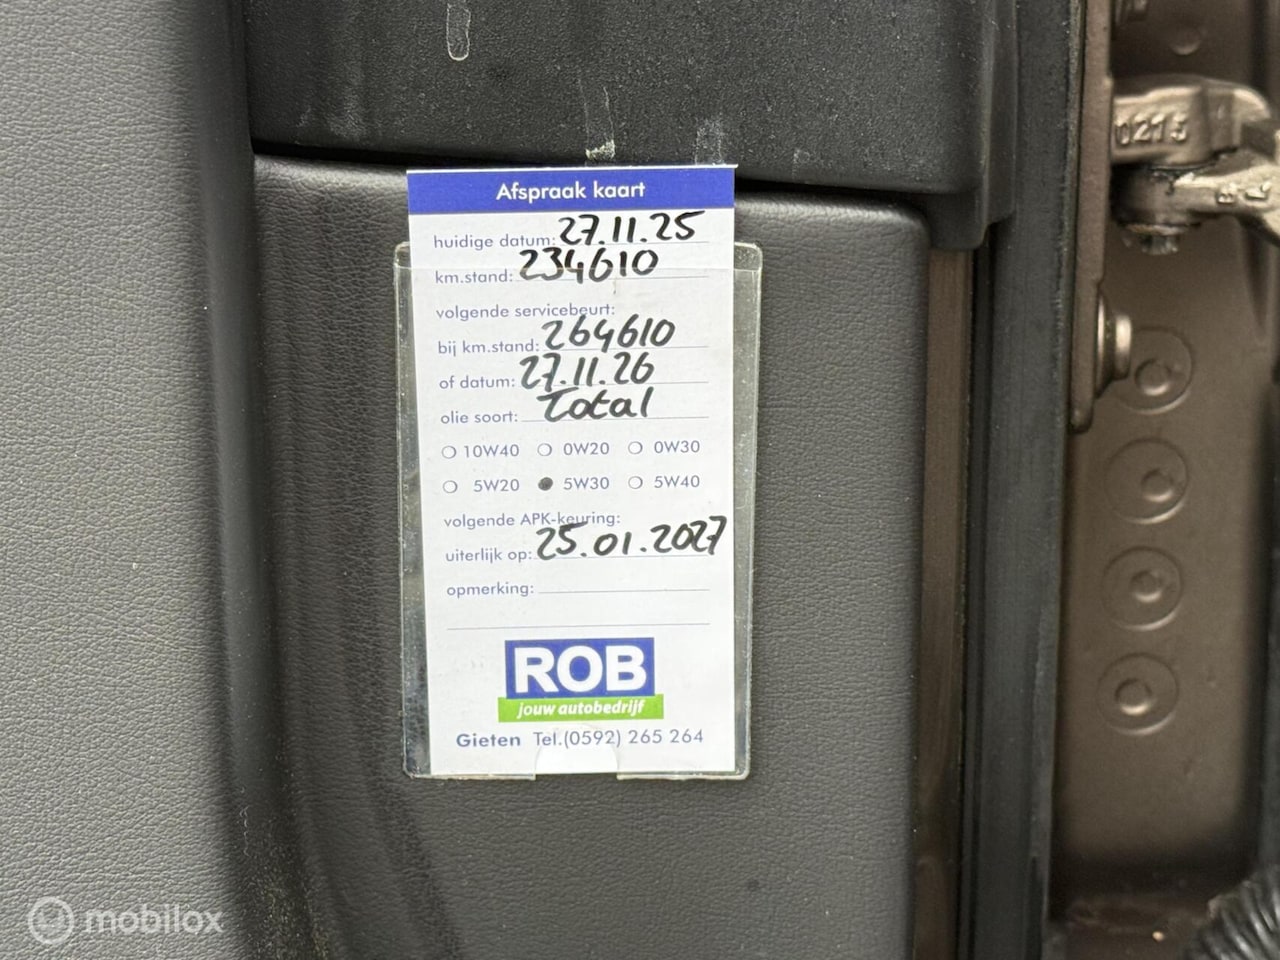 Afspraak kaart
huidige datum: 27.11.25
km.stand: 234610
volgende servicebeurt:
bij km.stand: 264610
of datum: 27.11.26
olie soort: Total
10W40 0W20 0W30
5W20 5W30 5W40
volgende APK-keuring:
uiterlijk op: 25.01.2027
opmerking:
ROB
jouw autobedrijf
Gieten Tel.(0592) 265 264
0215
mobilox